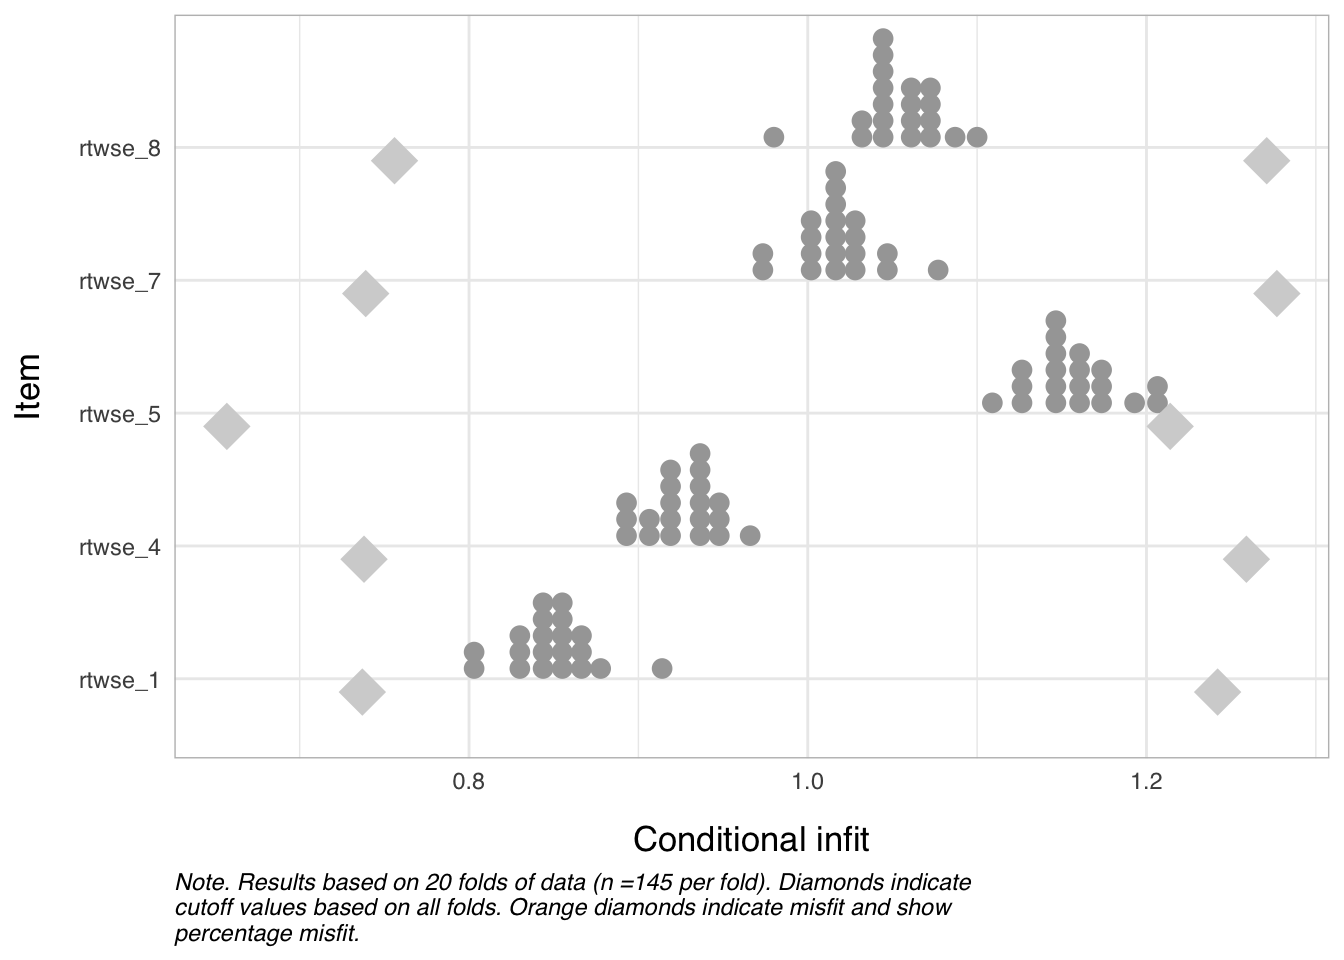 Item
rtwse_8
rtwse_7
rtwse_5
rtwse_4
rtwse_1
0.8 1.0 1.2
Conditional infit
Note. Results based on 20 folds of data (n =145 per fold). Diamonds indicate
cutoff values based on all folds. Orange diamonds indicate misfit and show
percentage misfit.